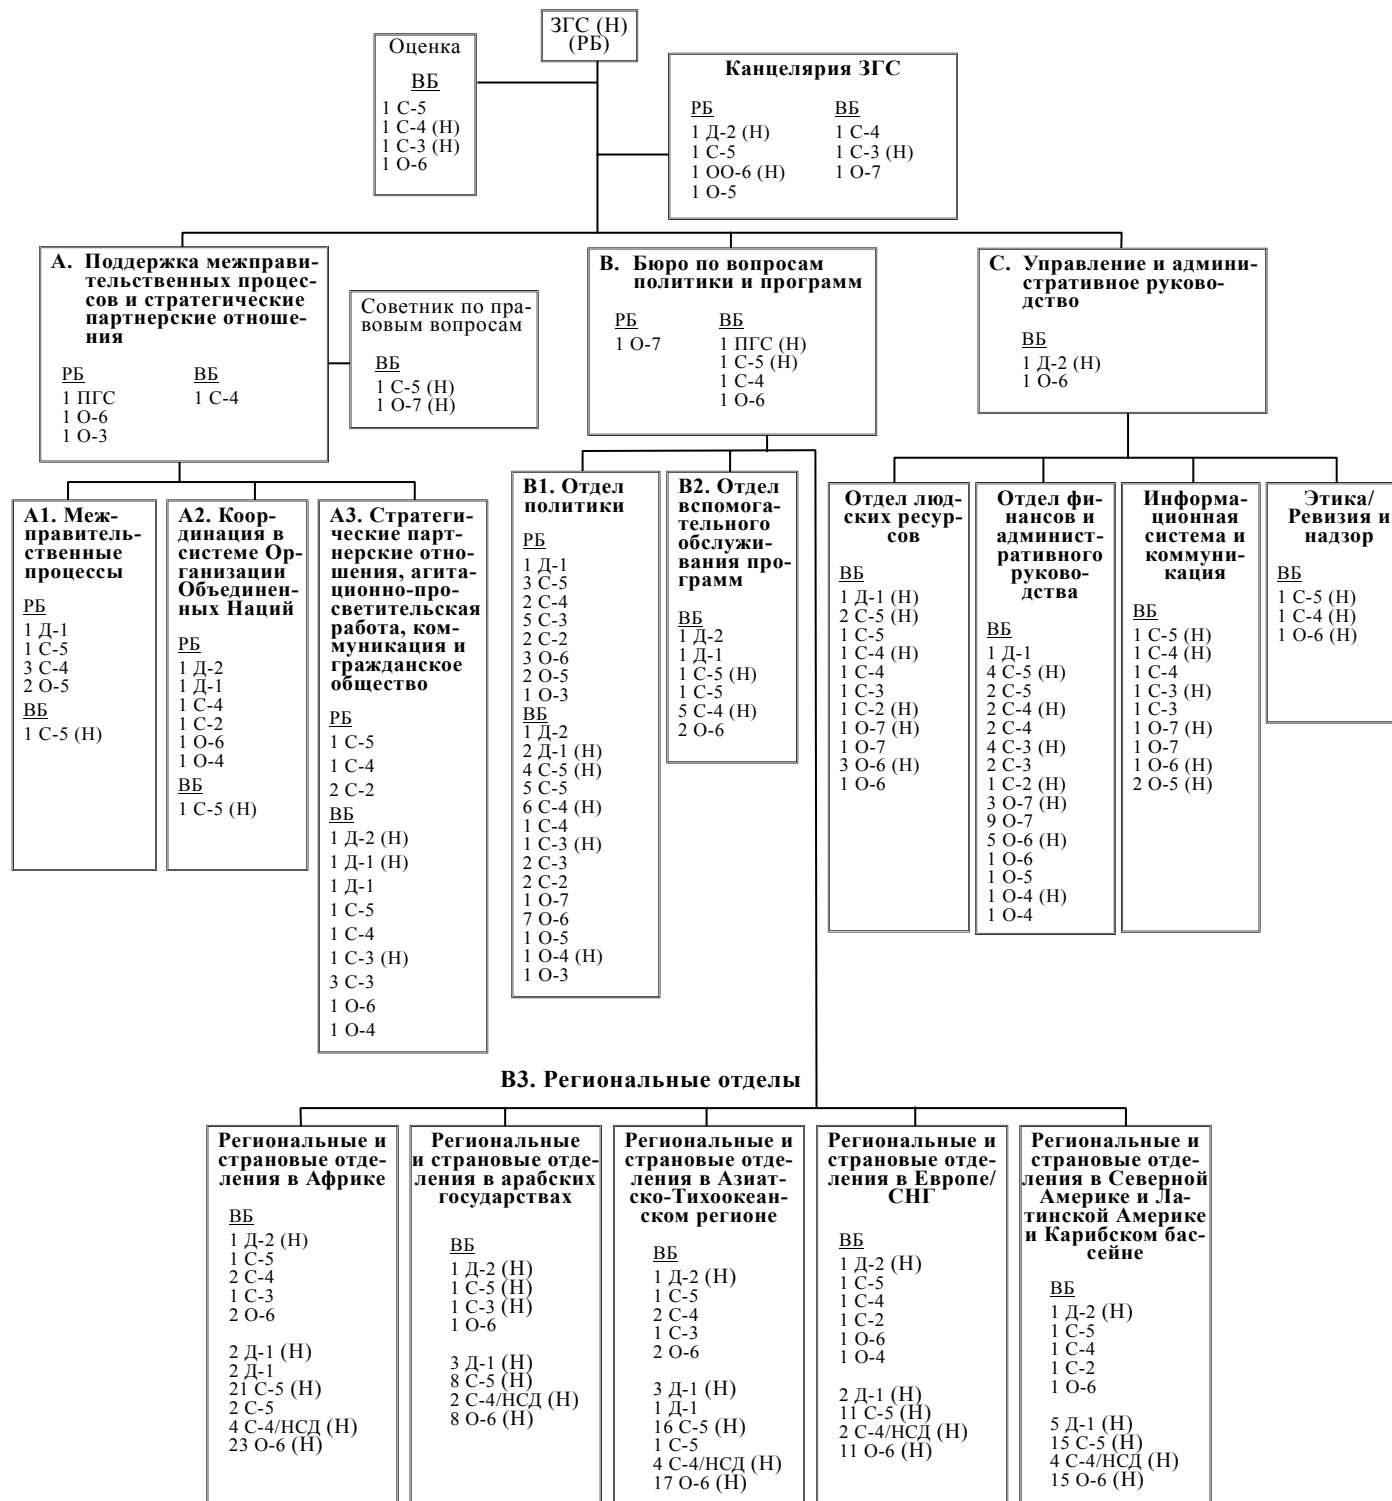 ЗГС (Н)
(РБ)
Оценка
ВБ
1 С-5
1 С-4 (Н)
1 С-3 (Н)
1 О-6
Канцелярия ЗГС
РБ
1 Д-2 (Н)
1 С-5
1 ОО-6 (Н)
1 О-5
ВБ
1 С-4
1 С-3 (Н)
1 О-7
А. Поддержка межправи-
тельственных процес-
сов и стратегические
партнерские отноше-
ния
РБ
1 ПГС
1 О-6
1 О-3
ВБ
1 С-4
Советник по пра-
вовым вопросам
ВБ
1 С-5 (Н)
1 О-7 (Н)
В. Бюро по вопросам
политики и программ
РБ
1 О-7
ВБ
1 ПГС (Н)
1 С-5 (Н)
1 С-4
1 О-6
С. Управление и админи-
стративное руково-
дство
ВБ
1 Д-2 (Н)
1 О-6
А1. Меж-
правитель-
ственные
процессы
РБ
1 Д-1
1 С-5
3 С-4
2 О-5
ВБ
1 С-5 (Н)
А2. Коор-
динация в
системе Ор-
ганизации
Объединен-
ных Наций
РБ
1 Д-2
1 Д-1
1 С-4
1 С-2
1 О-6
1 О-4
ВБ
1 С-5 (Н)
А3. Стратеги-
ческие парт-
нерские отно-
шения, агита-
ционно-про-
светительская
работа, ком-
муникация и
гражданское
общество
РБ
1 С-5
1 С-4
2 С-2
ВБ
1 Д-2 (Н)
1 Д-1 (Н)
1 Д-1
1 С-5
1 С-4
1 С-3 (Н)
3 С-3
1 О-6
1 О-4
В1. Отдел
политики
РБ
1 Д-1
3 С-5
2 С-4
5 С-3
2 С-2
3 О-6
2 О-5
1 О-3
ВБ
1 Д-2
2 Д-1 (Н)
4 С-5 (Н)
5 С-5
6 С-4 (Н)
1 С-4
1 С-3 (Н)
2 С-3
2 С-2
1 О-7
7 О-6
1 О-5
1 О-4 (Н)
1 О-3
В2. Отдел
вспомога-
тельного
обслужи-
вания про-
грамм
ВБ
1 Д-2
1 Д-1
1 С-5 (Н)
1 С-5
5 С-4 (Н)
2 О-6
Отдел люд-
ских ресур-
сов
ВБ
1 Д-1 (Н)
2 С-5 (Н)
1 С-5
1 С-4 (Н)
1 С-4
1 С-3
1 С-2 (Н)
1 О-7 (Н)
1 О-7
3 О-6 (Н)
1 О-6
Отдел фи-
нансов и
админист-
ративного
руково-
дства
ВБ
1 Д-1
4 С-5 (Н)
2 С-5
2 С-4 (Н)
2 С-4
4 С-3 (Н)
2 С-3
1 С-2 (Н)
3 О-7 (Н)
9 О-7
5 О-6 (Н)
1 О-6
1 О-5
1 О-4 (Н)
1 О-4
Информа-
ционная
система и
коммуни-
кация
ВБ
1 С-5 (Н)
1 С-4 (Н)
1 С-4
1 С-3 (Н)
1 С-3
1 О-7 (Н)
1 О-7
1 О-6 (Н)
2 О-5 (Н)
Этика/
Ревизия и
надзор
ВБ
1 С-5 (Н)
1 С-4 (Н)
1 О-6 (Н)
В3. Региональные отделы
Региональные и
страновые отде-
ления в Африке
ВБ
1 Д-2 (Н)
1 С-5
2 С-4
1 С-3
2 О-6
2 Д-1 (Н)
2 Д-1
21 С-5 (Н)
2 С-5
4 С-4/НСД (Н)
23 О-6 (Н)
Региональные
и страновые отде-
ления в арабских
государствах
ВБ
1 Д-2 (Н)
1 С-5 (Н)
1 С-3 (Н)
1 О-6
3 Д-1 (Н)
8 С-5 (Н)
2 С-4/НСД (Н)
8 О-6 (Н)
Региональные и
страновые отде-
ления в Азиат-
ско-Тихоокеан-
ском регионе
ВБ
1 Д-2 (Н)
1 С-5
2 С-4
1 С-3
2 О-6
3 Д-1 (Н)
1 Д-1
16 С-5 (Н)
1 С-5
4 С-4/НСД (Н)
17 О-6 (Н)
Региональные и
страновые отде-
ления в Европе/
СНГ
ВБ
1 Д-2 (Н)
1 С-5
1 С-4
1 С-2
1 О-6
1 О-4
2 Д-1 (Н)
11 С-5 (Н)
2 С-4/НСД (Н)
11 О-6 (Н)
Региональные и
страновые отде-
ления в Северной
Америке и Ла-
тинской Америке
и Карибском бас-
сейне
ВБ
1 Д-2 (Н)
1 С-5
1 С-4
1 С-2
1 О-6
5 Д-1 (Н)
15 С-5 (Н)
4 С-4/НСД (Н)
15 О-6 (Н)